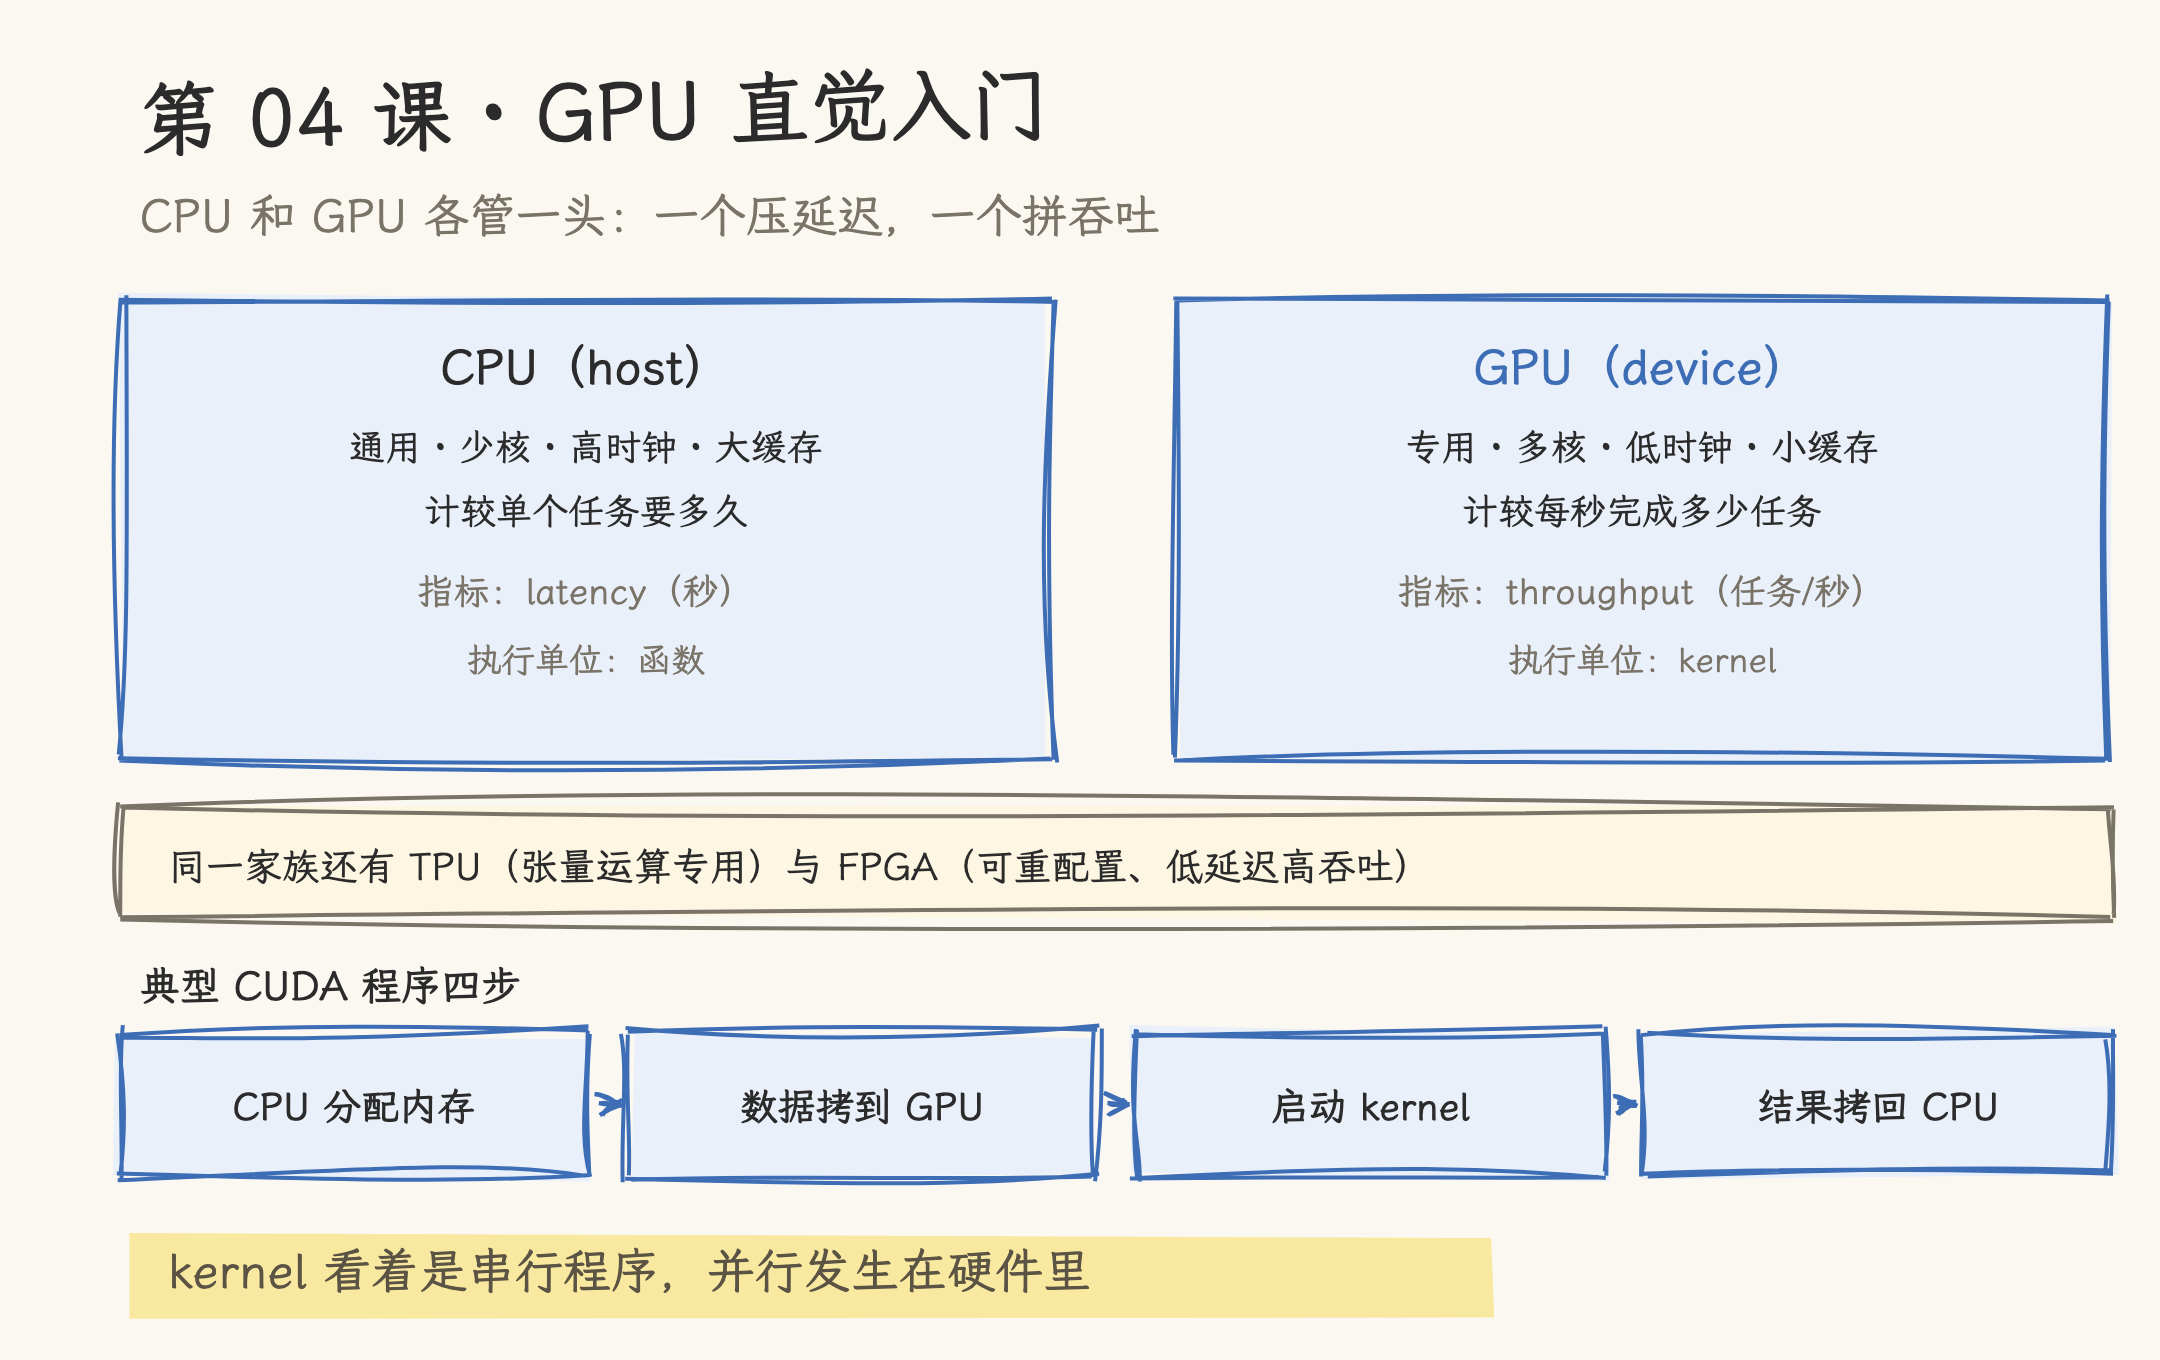 第 04 课・GPU 直觉入门
CPU 和 GPU 各管一头：一个压延迟，一个拼吞吐
CPU（host）
通用・少核・高时钟・大缓存
计较单个任务要多久
指标：latency（秒）
执行单位：函数
GPU（device）
专用・多核・低时钟・小缓存
计较每秒完成多少任务
指标：throughput（任务/秒）
执行单位：kernel
同一家族还有 TPU（张量运算专用）与 FPGA（可重配置、低延迟高吞吐）
典型 CUDA 程序四步
CPU 分配内存
数据拷到 GPU
启动 kernel
结果拷回 CPU
kernel 看着是串行程序，并行发生在硬件里